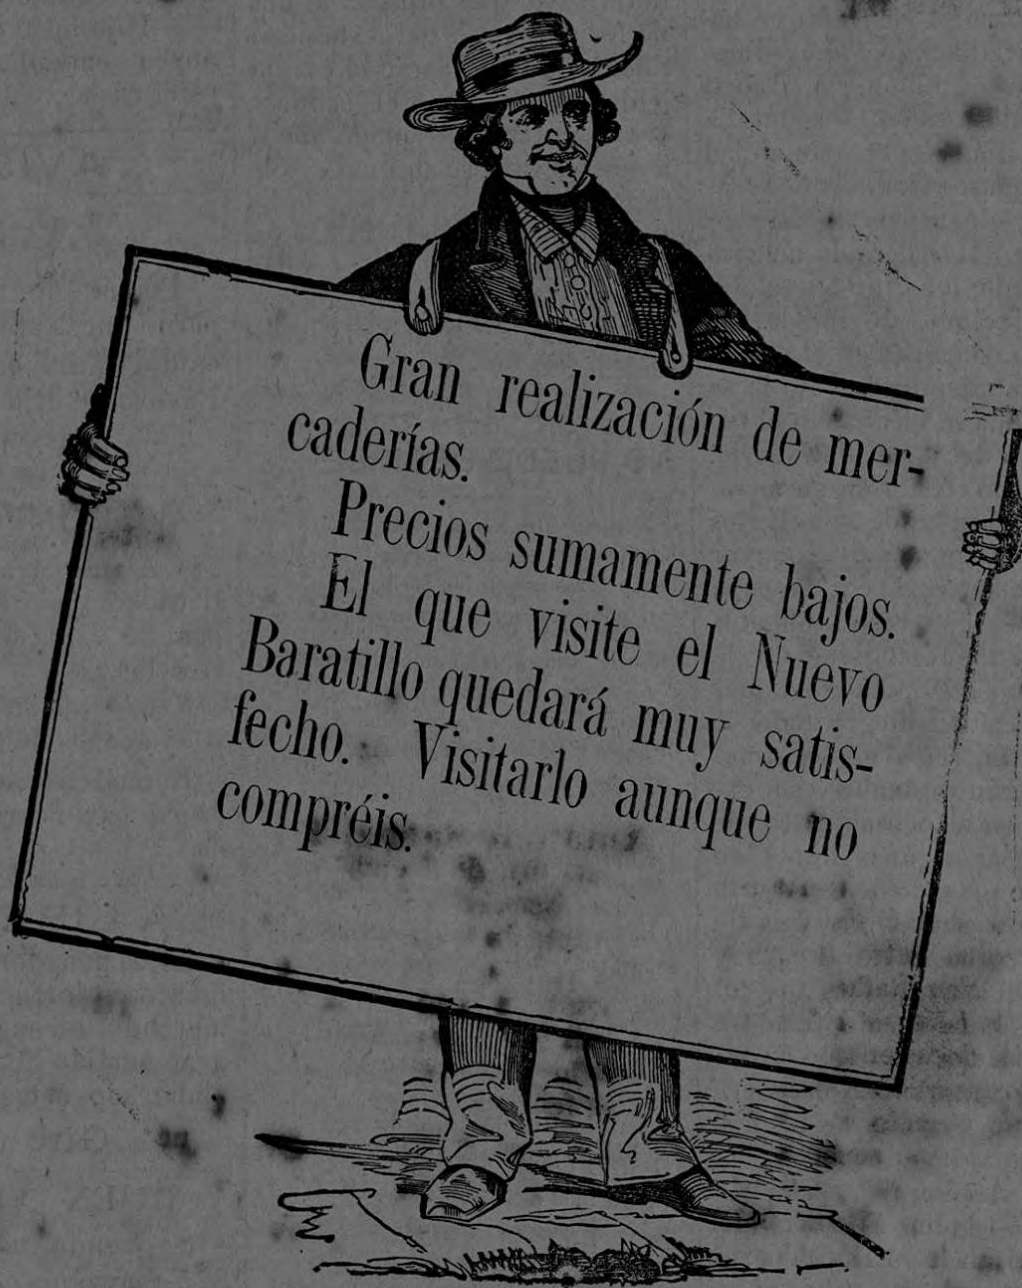 Gran realización de mer-
caderías.
Precios sumamente bajos.
El que visite el Nuevo
Baratillo quedará muy satis-
fecho. Visitarlo aunque no
compréis.